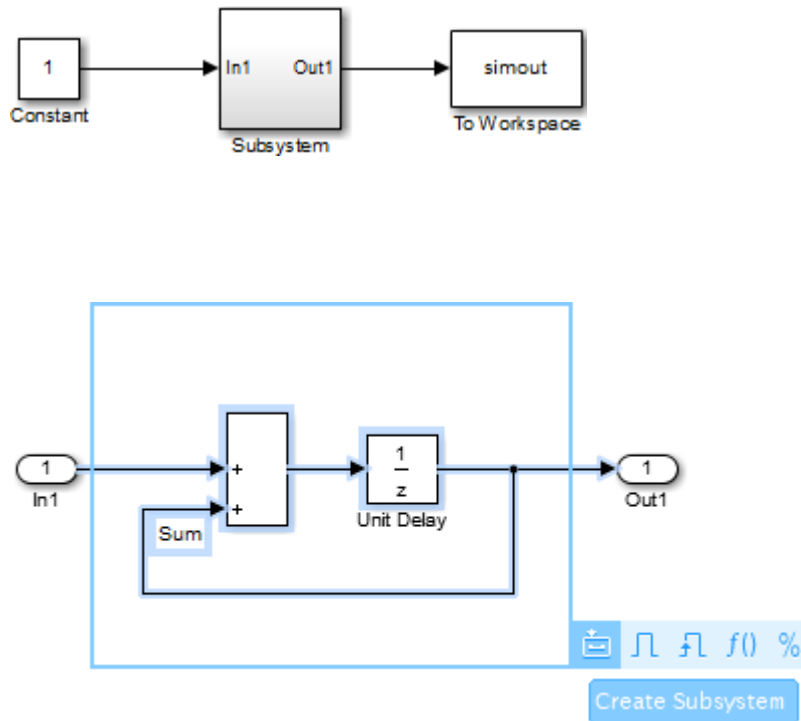 1
In1 Out1
simout
Constant
Subsystem
To Workspace
1
+
+
1
z
1
In1
Sum
Unit Delay
Out1
f() %
Create Subsystem